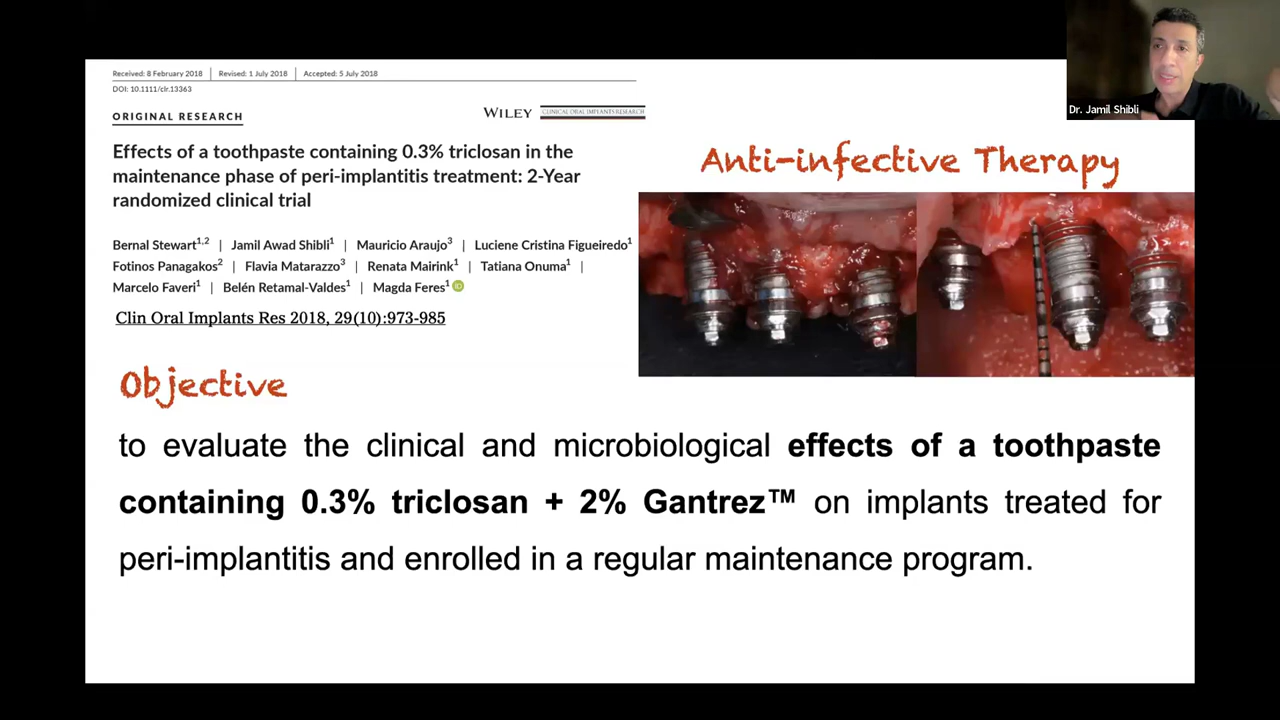 Received: 8 February 2018 | Revised: 1 July 2018 | Accepted: 5 July 2018
DOI: 10.1111/clr.13363
ORIGINAL RESEARCH
WILEY CLINICAL ORAL IMPLANTS RESEARCH
Effects of a toothpaste containing 0.3% triclosan in the
maintenance phase of peri-implantitis treatment: 2-Year
randomized clinical trial
Bernal Stewart1,2 | Jamil Awad Shibli1 | Mauricio Araujo3 | Luciene Cristina Figueiredo1
Fotinos Panagakos2 | Flavia Matarazzo3 | Renata Mairink1 | Tatiana Onuma1 |
Marcelo Faveri1 | Belén Retamal-Valdes1 | Magda Feres1 iD
Clin Oral Implants Res 2018, 29(10):973-985
Dr. Jamil Shibli
Anti-infective Therapy
Objective
to evaluate the clinical and microbiological effects of a toothpaste
containing 0.3% triclosan + 2% Gantrez™ on implants treated for
peri-implantitis and enrolled in a regular maintenance program.